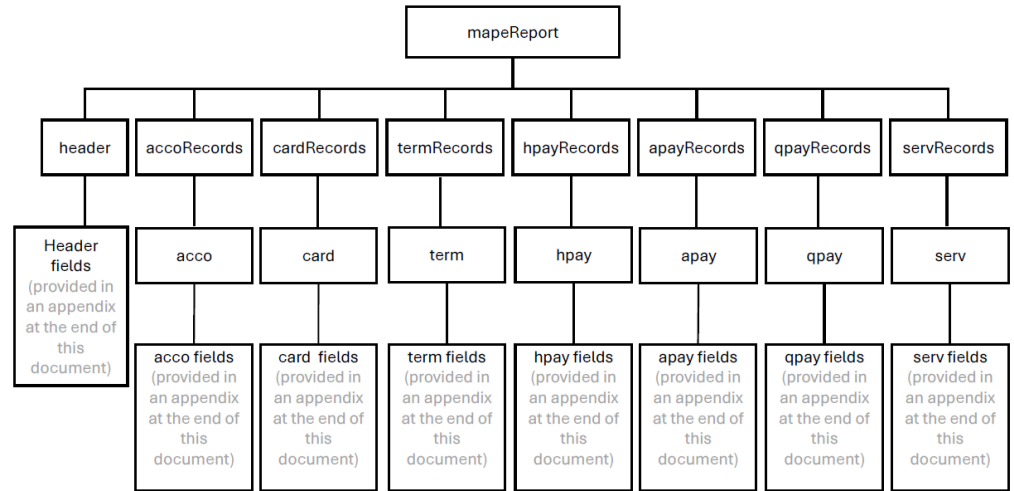 mapeReport
header
accoRecords
cardRecords
termRecords
hpayRecords
apayRecords
qpayRecords
servRecords
Header
fields
(provided in
an appendix
at the end of
this
document)
acco
card
term
hpay
apay
qpay
serv
acco fields
(provided in
an appendix
at the end of
this
document)
card  fields
(provided in
an appendix
at the end of
this
document)
term fields
(provided in
an appendix
at the end of
this
document)
hpay fields
(provided in
an appendix
at the end of
this
document)
apay fields
(provided in
an appendix
at the end of
this
document)
qpay fields
(provided in
an appendix
at the end of
this
document)
serv fields
(provided in
an appendix
at the end of
this
document)